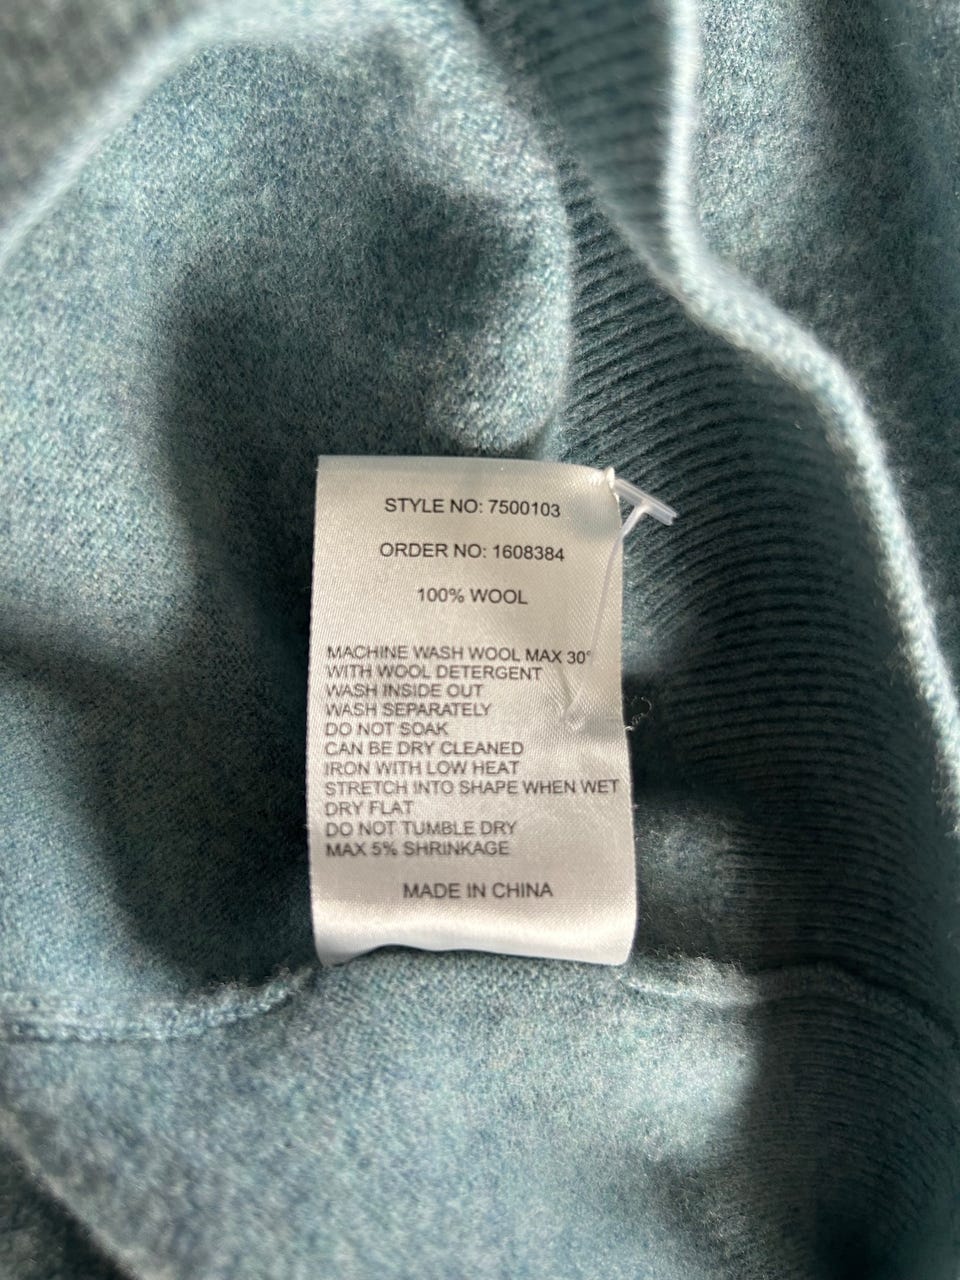 STYLE NO: 7500103
ORDER NO: 1608384
100% WOOL
MACHINE WASH WOOL MAX 30°
WITH WOOL DETERGENT
WASH INSIDE OUT
WASH SEPARATELY
DO NOT SOAK
CAN BE DRY CLEANED
IRON WITH LOW HEAT
STRETCH INTO SHAPE WHEN WET
DRY FLAT
DO NOT TUMBLE DRY
MAX 5% SHRINKAGE
MADE IN CHINA